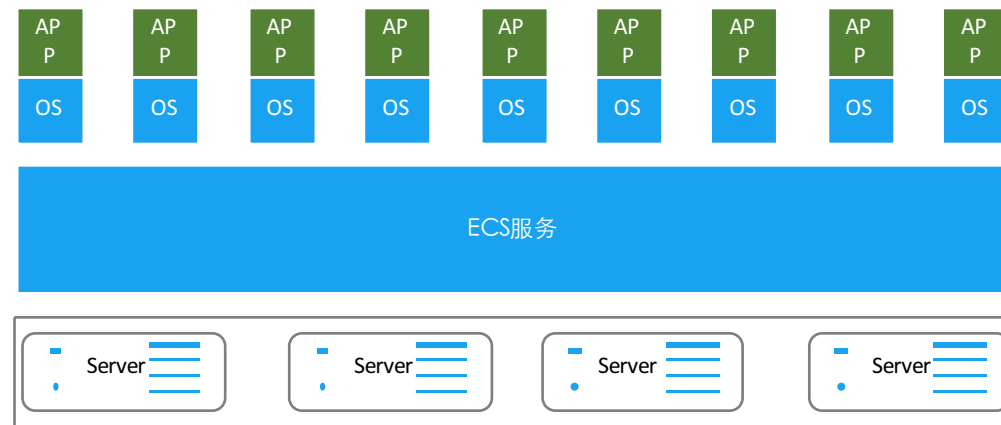 AP AP AP AP AP AP AP AP AP
P P P P P P P P P
OS OS OS OS OS OS OS OS OS
ECS服务
Server Server Server Server